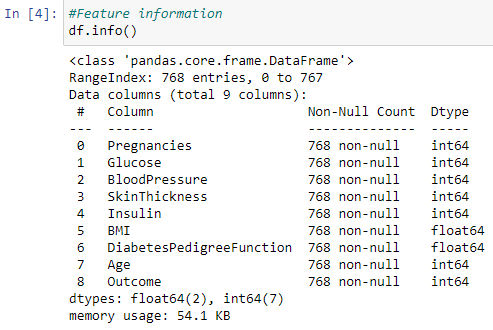 In [4]: #Feature information
df.info()
<class 'pandas.core.frame.DataFrame'>
RangeIndex: 768 entries, 0 to 767
Data columns (total 9 columns):
 #   Column                    Non-Null Count  Dtype
---  ------                    --------------  -----
 0   Pregnancies               768 non-null    int64
 1   Glucose                   768 non-null    int64
 2   BloodPressure             768 non-null    int64
 3   SkinThickness             768 non-null    int64
 4   Insulin                   768 non-null    int64
 5   BMI                       768 non-null    float64
 6   DiabetesPedigreeFunction  768 non-null    float64
 7   Age                       768 non-null    int64
 8   Outcome                   768 non-null    int64
dtypes: float64(2), int64(7)
memory usage: 54.1 KB